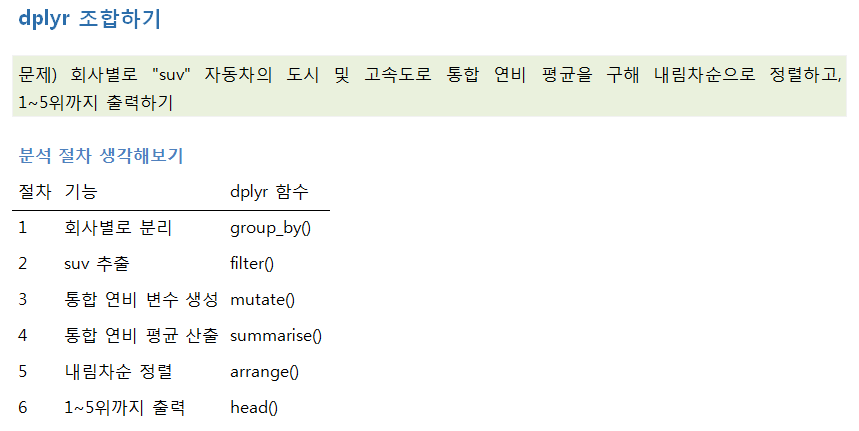 dplyr 조합하기
문제) 회사별로 "suv" 자동차의 도시 및 고속도로 통합 연비 평균을 구해 내림차순으로 정렬하고,
1~5위까지 출력하기
분석 절차 생각해보기
절차 기능 dplyr 함수
1 회사별로 분리 group_by()
2 suv 추출 filter()
3 통합 연비 변수 생성 mutate()
4 통합 연비 평균 산출 summarise()
5 내림차순 정렬 arrange()
6 1~5위까지 출력 head()